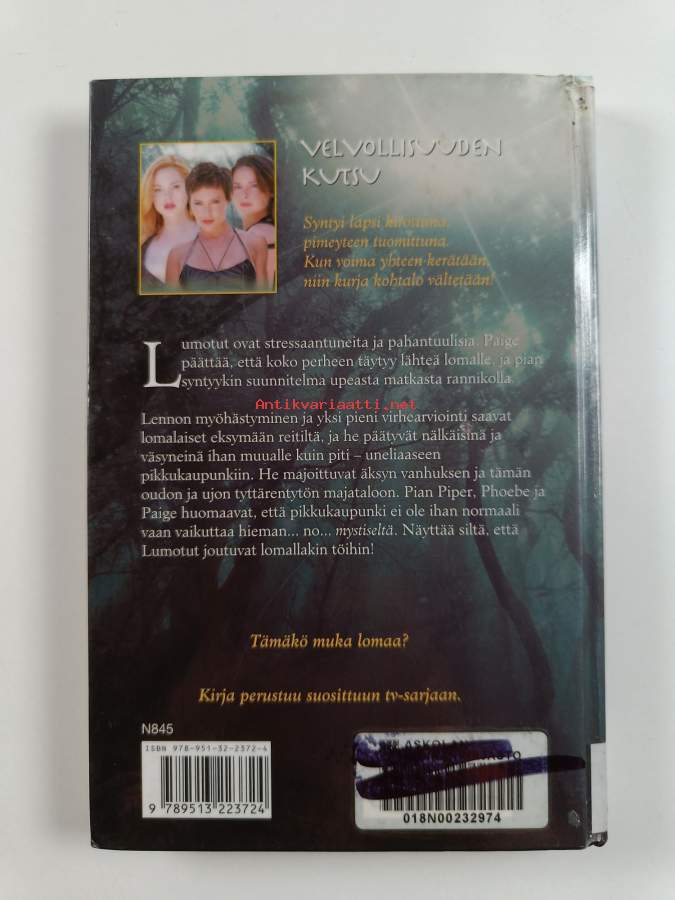 VELVOLLISUUDEN
KUTSU
Syntyi lapsi kirottuna,
pimeyteen tuomittuna.
Kun voima yhteen kerätään,
niin kurja kohtalo vältetään!
Lumotut ovat stressaantuneita ja pahantuulisia. Paige
päättää, että koko perheen täytyy lähteä lomalle, ja pian
syntyykin suunnitelma upeasta matkasta rannikolla.
Antikvariaatti.net
Lennon myöhästyminen ja yksi pieni virhearviointi saavat
lomalaiset eksymään reitiltä, ja he päätyvät nälkäisinä ja
väsyneinä ihan muualle kuin piti – uneliaaseen
pikkukaupunkiin. He majoittuvat äksyn vanhuksen ja tämän
oudon ja ujon tyttärentytön majataloon. Pian Piper, Phoebe ja
Paige huomaavat, että pikkukaupunki ei ole ihan normaali
vaan vaikuttaa hieman... no... mystiseltä. Näyttää siltä, että
Lumotut joutuvat lomallakin töihin!
Tämäkö muka lomaa?
Kirja perustuu suosittuun tv-sarjaan.
N845
ISBN 978-951-32-2372-4
9 789513 223724
ASKOLA
018N00232974